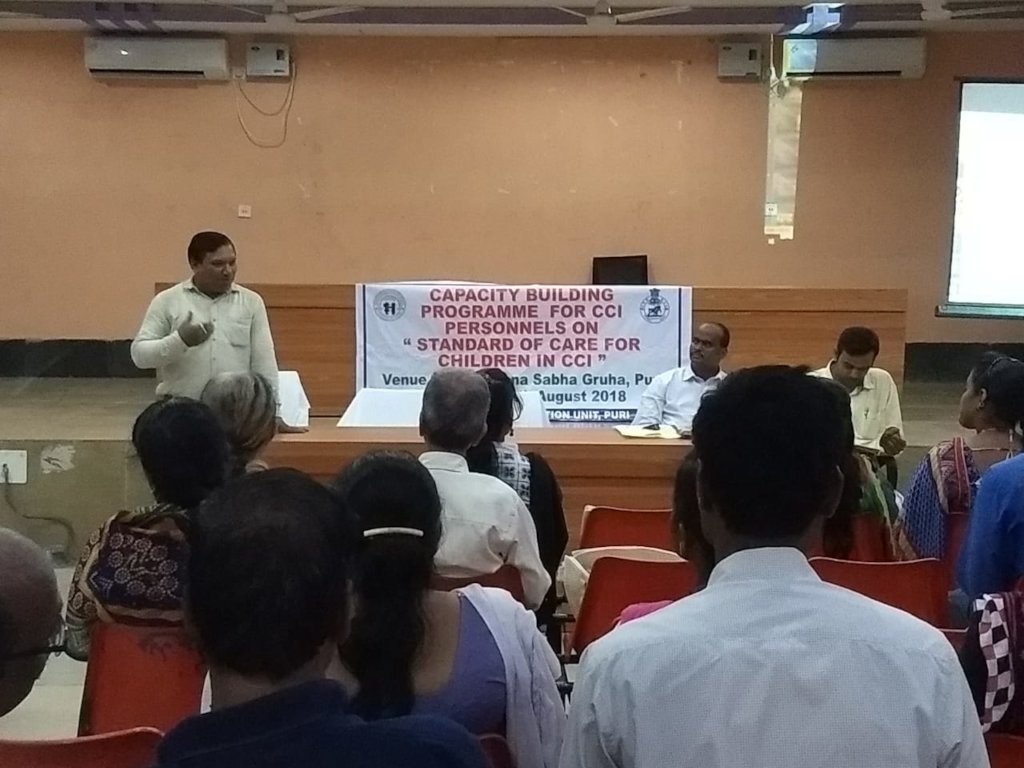 CAPACITY BUILDING
PROGRAMME FOR CCI
PERSONNELS ON
" STANDARD OF CARE FOR
CHILDREN IN CCI "
Venue Sabha Gruha,
August 2018
UNIT, PURI